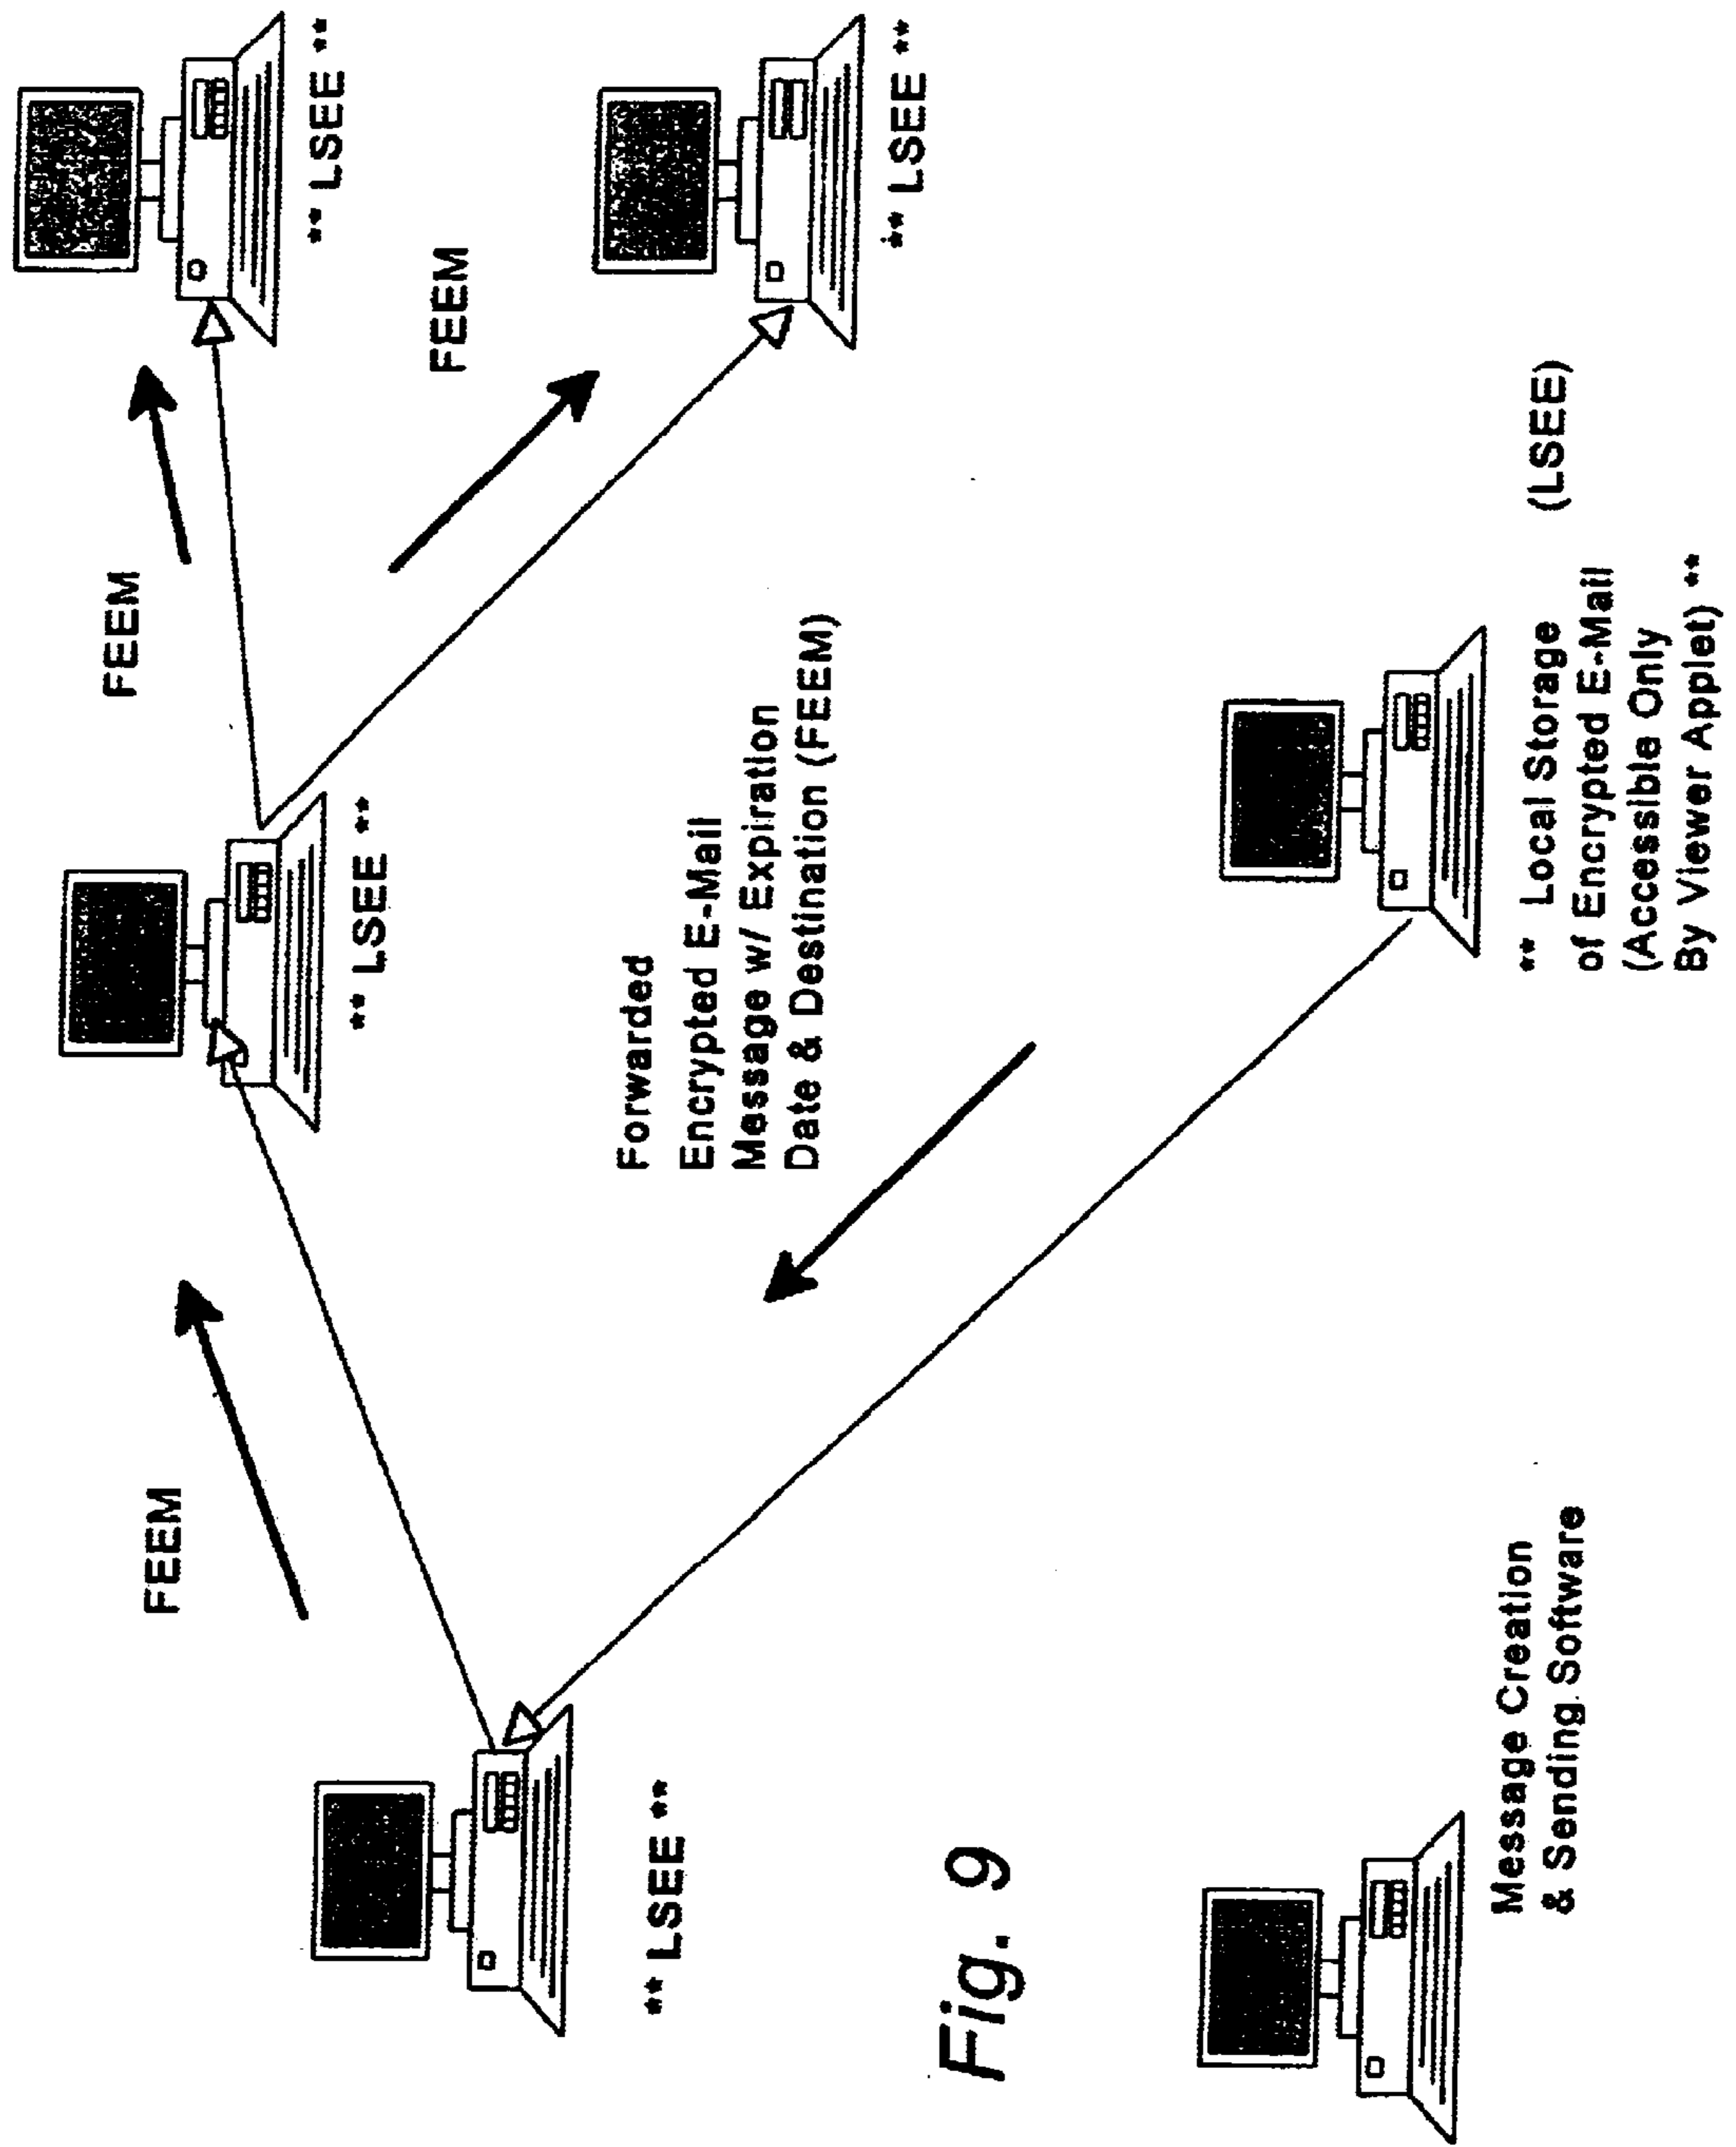 FEEM
FEEM
** LSEE **
** LSEE **
FEEM
Forwarded
Encrypted E-Mail
Message w/ Expiration
Date & Destination (FEEM)
** LSEE **
** LSEE **
Fig. 9
Message Creation
& Sending Software
** Local Storage (LSEE)
of Encrypted E-Mail
(Accessible Only
By Viewer Applet) **